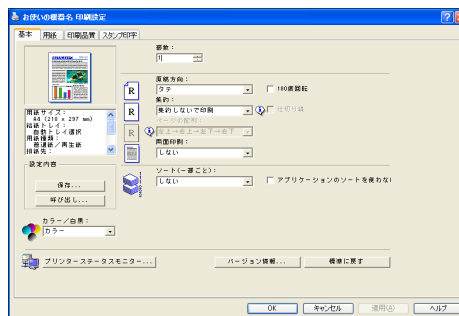 お使いの機器名 印刷設定
基本 用紙 印刷品質 スタンプ印字
部数：
1
原稿方向：
タテ
180度回転
集約：
集約しないで印刷
仕切り線
ページの配列：
左上→右上→左下→右下
両面印刷：
しない
用紙サイズ：
A4 (210 x 297 mm)
給紙トレイ：
自動トレイ選択
用紙種類：
普通紙／再生紙
排紙先：
設定内容
保存...
呼び出し...
ソート(一部ごと)：
しない
アプリケーションのソートを使わない
カラー／白黒：
カラー
プリンターステータスモニター...
バージョン情報...
標準に戻す
OK
キャンセル
適用(A)
ヘルプ
R
R
R